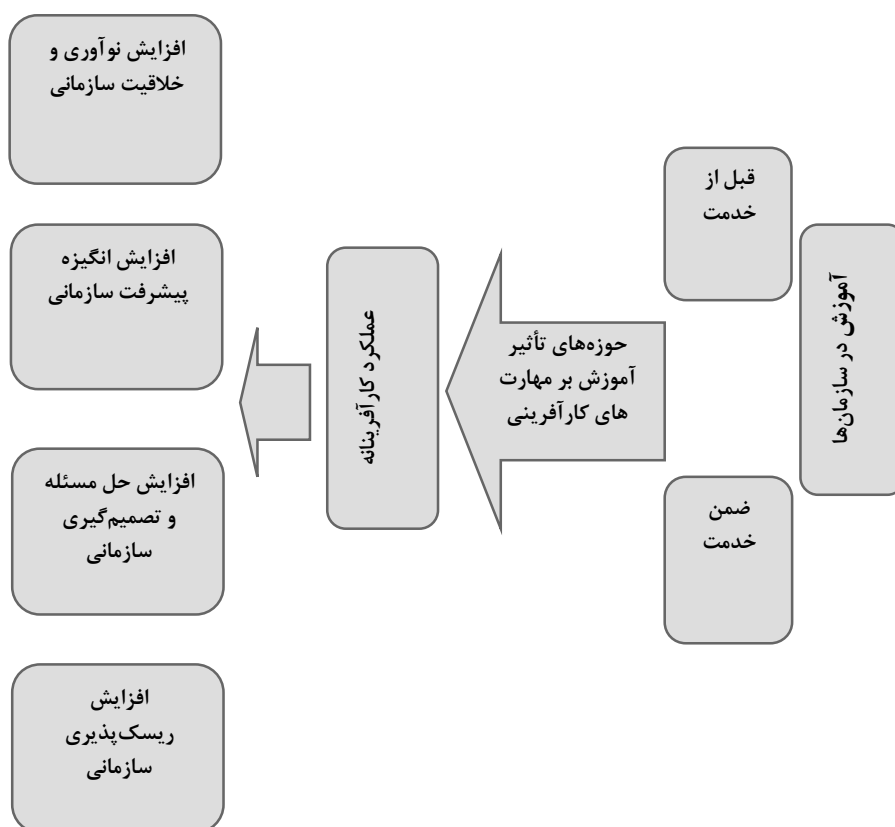 آموزش در سازمان‌ها
قبل از
خدمت
ضمن
خدمت
حوزه‌های تأثیر
آموزش بر مهارت
های کارآفرینی
عملکرد کارآفرینانه
افزایش نوآوری و
خلاقیت سازمانی
افزایش انگیزه
پیشرفت سازمانی
افزایش حل مسئله
و تصمیم‌گیری
سازمانی
افزایش
ریسک‌پذیری
سازمانی